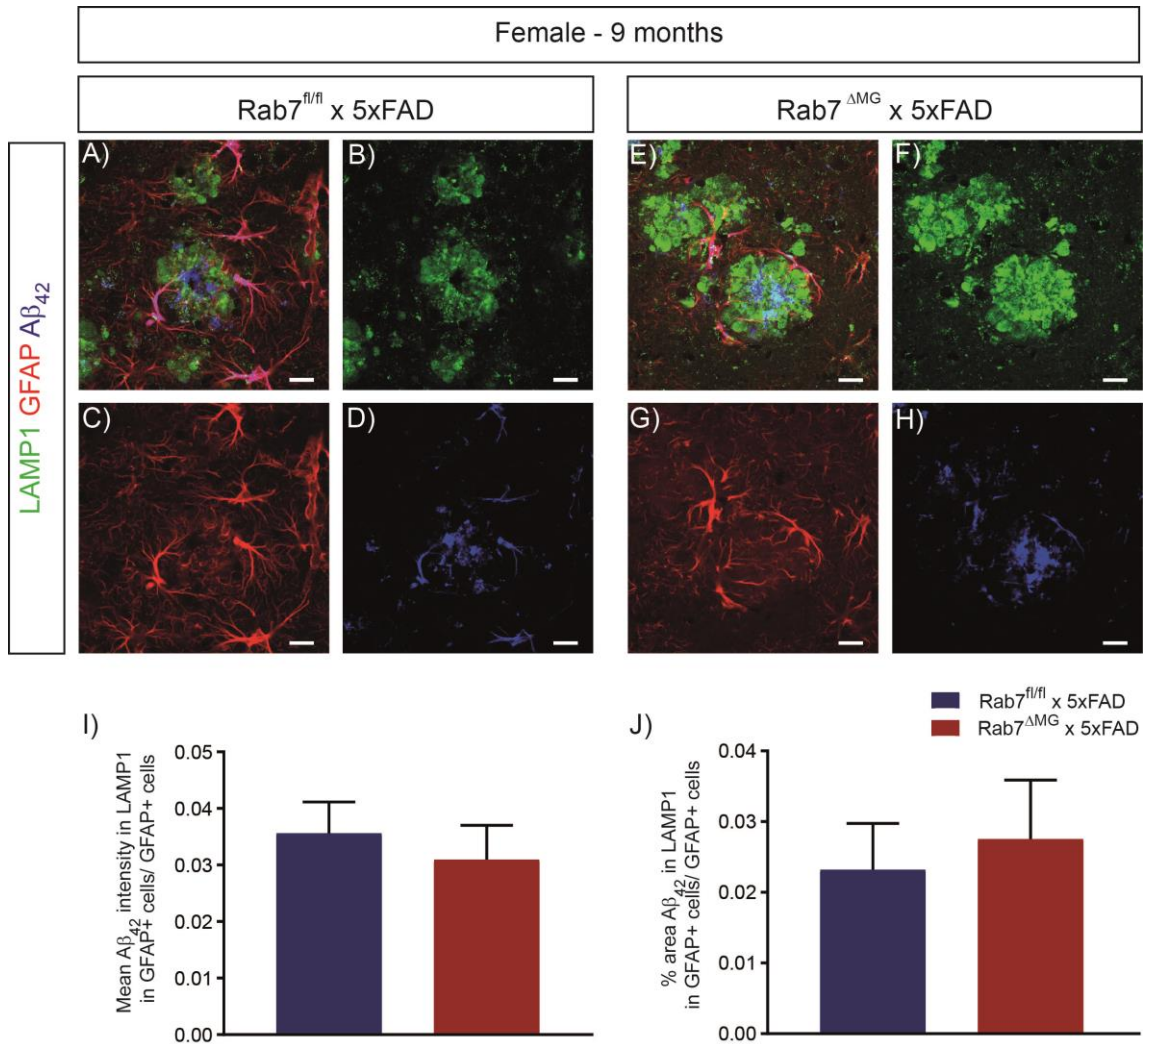 Female - 9 months
Rab7fl/fl x 5xFAD
Rab7 ΔMG x 5xFAD
LAMP1 GFAP Aβ42
A)
B)
E)
F)
C)
D)
G)
H)
Rab7fl/fl x 5xFAD
Rab7ΔMG x 5xFAD
I)
Mean Aβ42 intensity in LAMP1
in GFAP+ cells/ GFAP+ cells
0.05
0.04
0.03
0.02
0.01
0.00
J)
% area Aβ42 in LAMP1
in GFAP+ cells/ GFAP+ cells
0.04
0.03
0.02
0.01
0.00